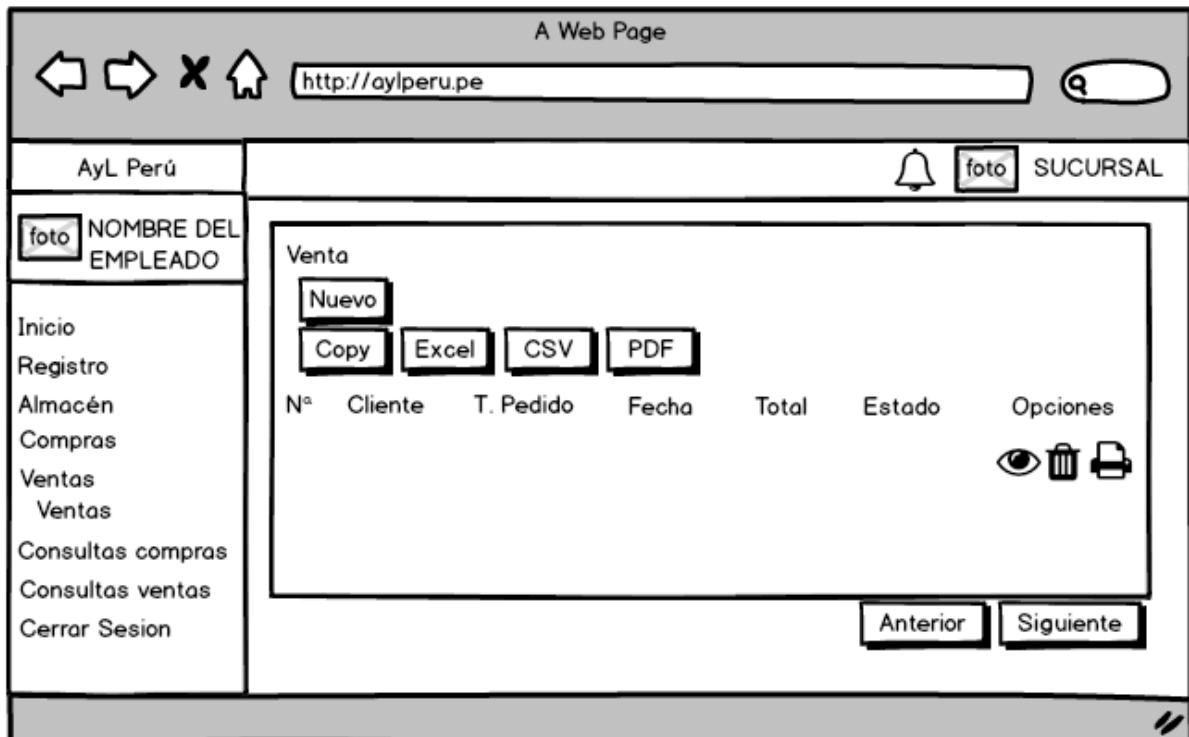 A Web Page
http://aylperu.pe
AyL Perú
foto SUCURSAL
foto NOMBRE DEL
EMPLEADO
Inicio
Registro
Almacén
Compras
Ventas
Ventas
Consultas compras
Consultas ventas
Cerrar Sesion
Venta
Nuevo
Copy Excel CSV PDF
Nª Cliente T. Pedido Fecha Total Estado Opciones
Anterior Siguiente